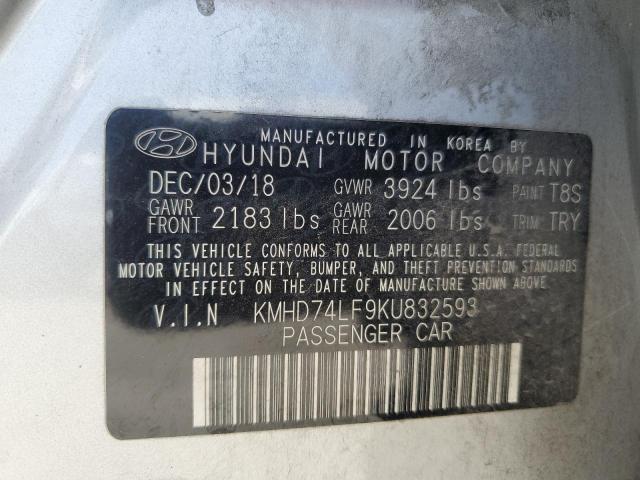 MANUFACTURED IN KOREA BY
HYUNDAI MOTOR COMPANY
DEC/03/18 GVWR 3924 lbs PAINT T8S
GAWR FRONT 2183 lbs GAWR REAR 2006 lbs TRIM TRY
THIS VEHICLE CONFORMS TO ALL APPLICABLE U.S.A. FEDERAL
MOTOR VEHICLE SAFETY, BUMPER, AND THEFT PREVENTION STANDARDS
IN EFFECT ON THE DATE OF MANUFACTURE SHOWN ABOVE.
V.I.N KMHD74LF9KU832593
PASSENGER CAR